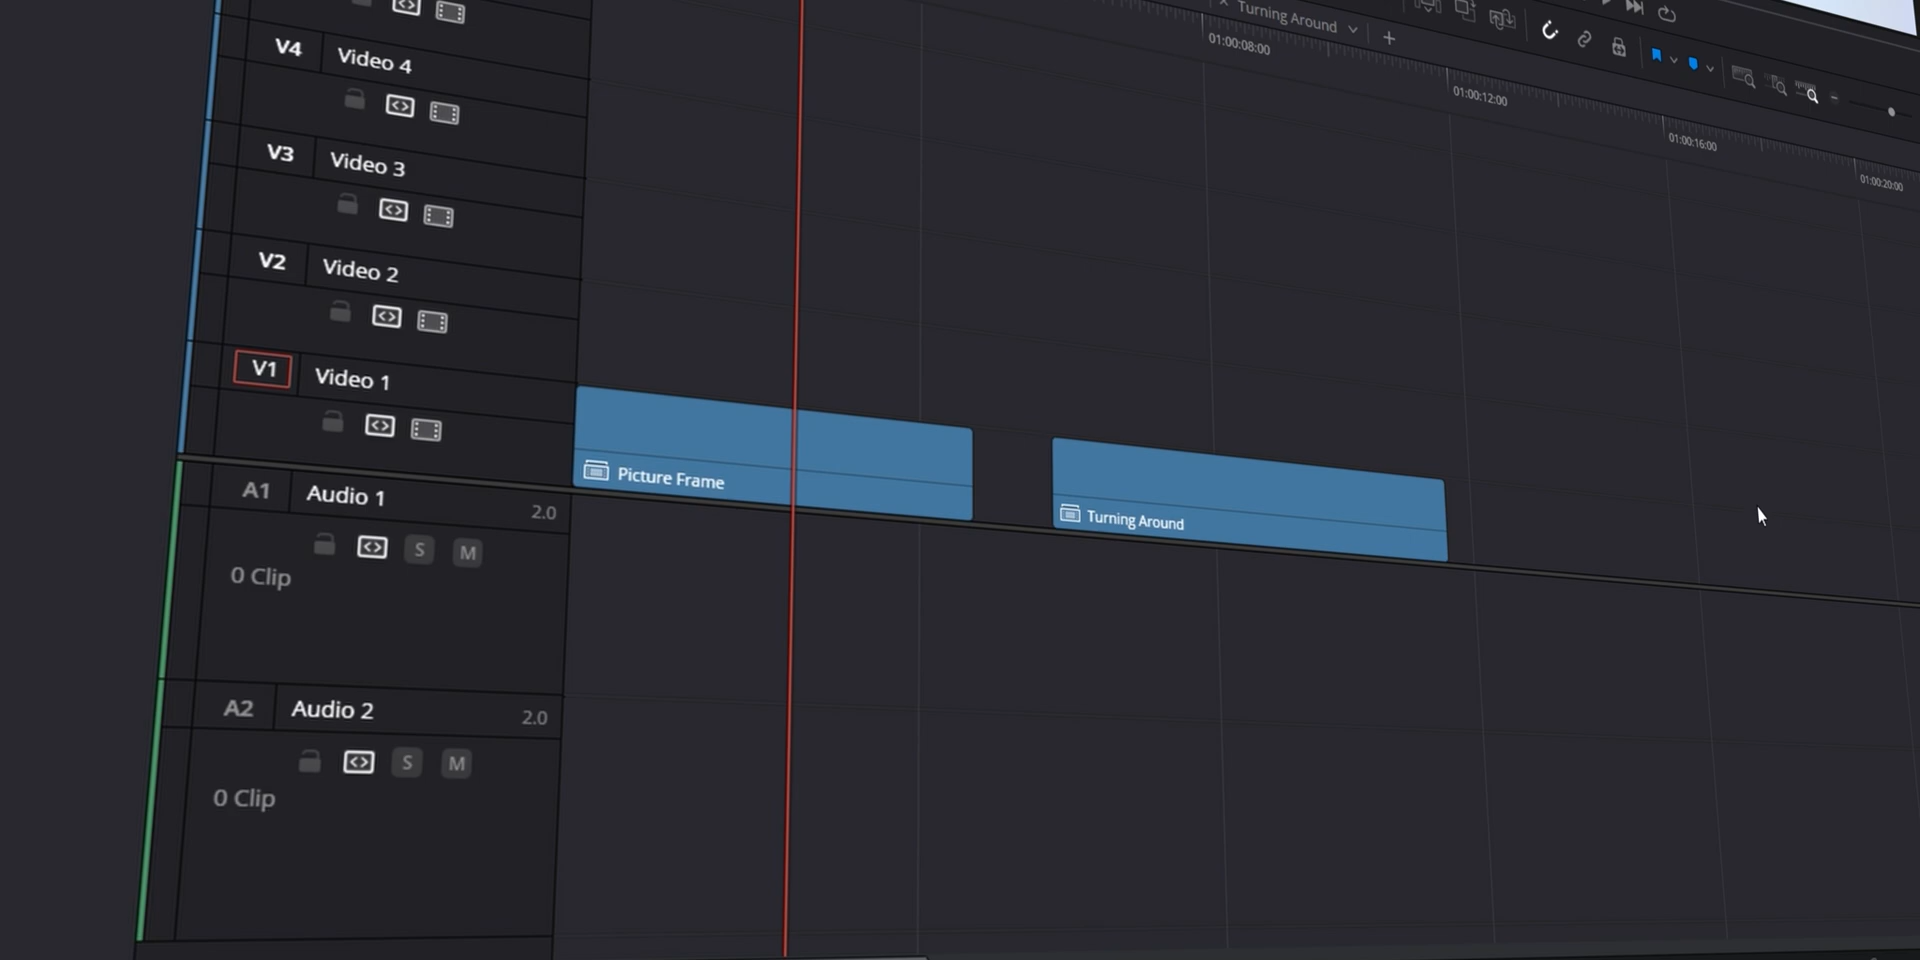 Turning Around
01:00:08:00
01:00:12:00
01:00:16:00
01:00:20:00
V4 Video 4
V3 Video 3
V2 Video 2
V1 Video 1
Picture Frame
Turning Around
A1 Audio 1 2.0
S M
0 Clip
A2 Audio 2 2.0
S M
0 Clip